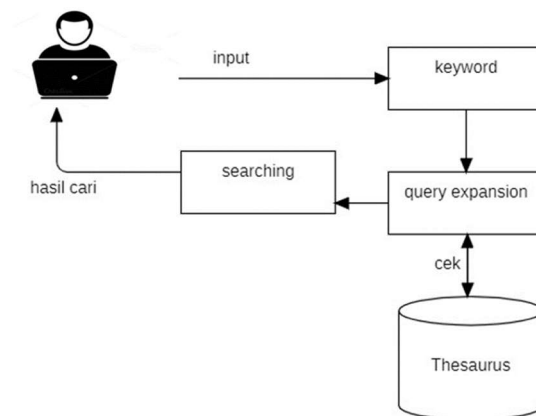 input
keyword
searching
query expansion
hasil cari
cek
Thesaurus